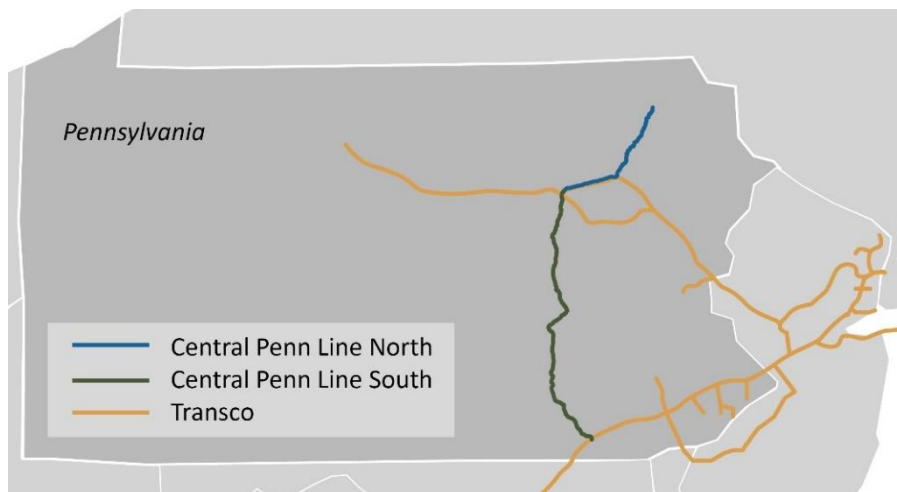 Pennsylvania
Central Penn Line North
Central Penn Line South
Transco